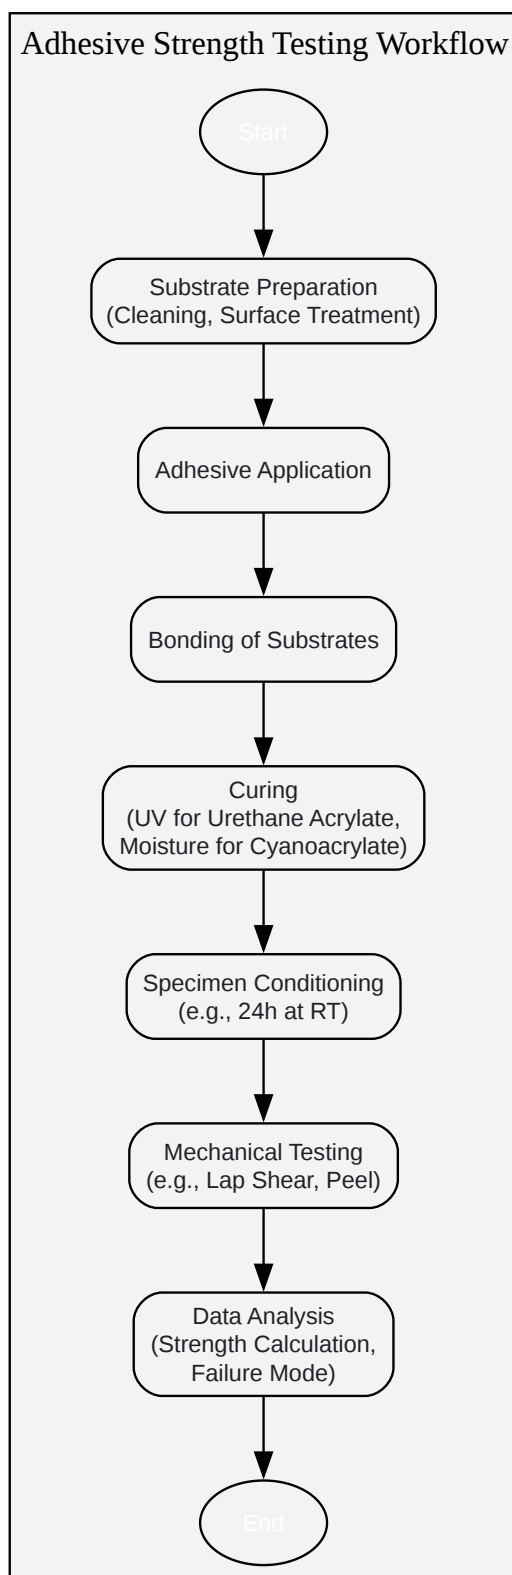 Adhesive Strength Testing Workflow
Start
Substrate Preparation
(Cleaning, Surface Treatment)
Adhesive Application
Bonding of Substrates
Curing
(UV for Urethane Acrylate,
Moisture for Cyanoacrylate)
Specimen Conditioning
(e.g., 24h at RT)
Mechanical Testing
(e.g., Lap Shear, Peel)
Data Analysis
(Strength Calculation,
Failure Mode)
End